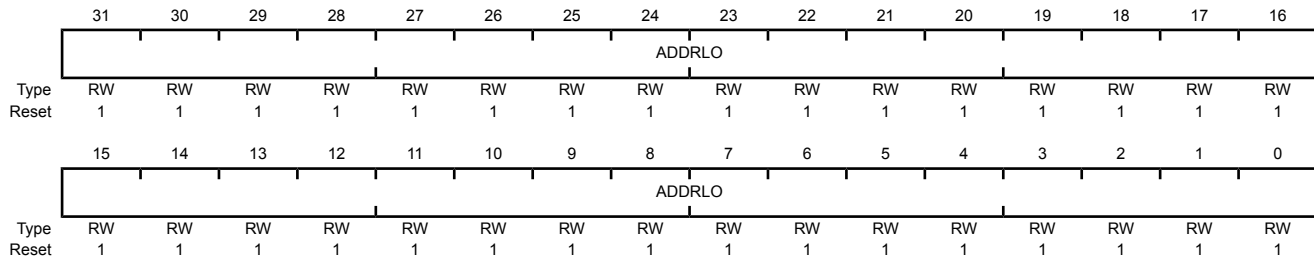 31 30 29 28 27 26 25 24 23 22 21 20 19 18 17 16
ADDRLO
Type RW RW RW RW RW RW RW RW RW RW RW RW RW RW RW RW
Reset 1 1 1 1 1 1 1 1 1 1 1 1 1 1 1 1
15 14 13 12 11 10 9 8 7 6 5 4 3 2 1 0
ADDRLO
Type RW RW RW RW RW RW RW RW RW RW RW RW RW RW RW RW
Reset 1 1 1 1 1 1 1 1 1 1 1 1 1 1 1 1